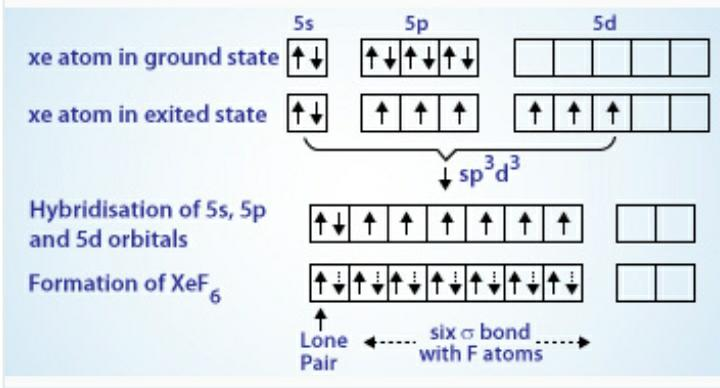 5s 5p 5d
xe atom in ground state
xe atom in exited state
sp³d³
Hybridisation of 5s, 5p
and 5d orbitals
Formation of XeF₆
Lone
Pair
six σ bond
with F atoms